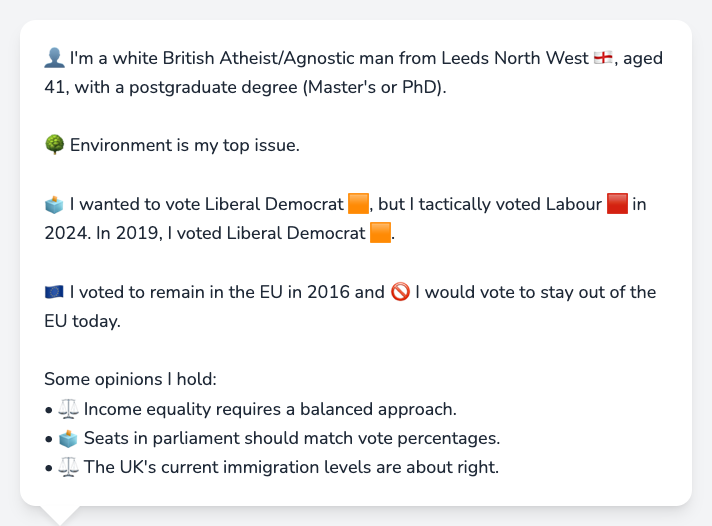 👤 I'm a white British Atheist/Agnostic man from Leeds North West 🏴󠁧󠁢󠁥󠁮󠁧󠁿, aged
41, with a postgraduate degree (Master's or PhD).
🌳 Environment is my top issue.
🗳️ I wanted to vote Liberal Democrat 🟧, but I tactically voted Labour 🟥 in
2024. In 2019, I voted Liberal Democrat 🟧.
🇪🇺 I voted to remain in the EU in 2016 and 🚫 I would vote to stay out of the
EU today.
Some opinions I hold:
• ⚖️ Income equality requires a balanced approach.
• 🗳️ Seats in parliament should match vote percentages.
• ⚖️ The UK's current immigration levels are about right.